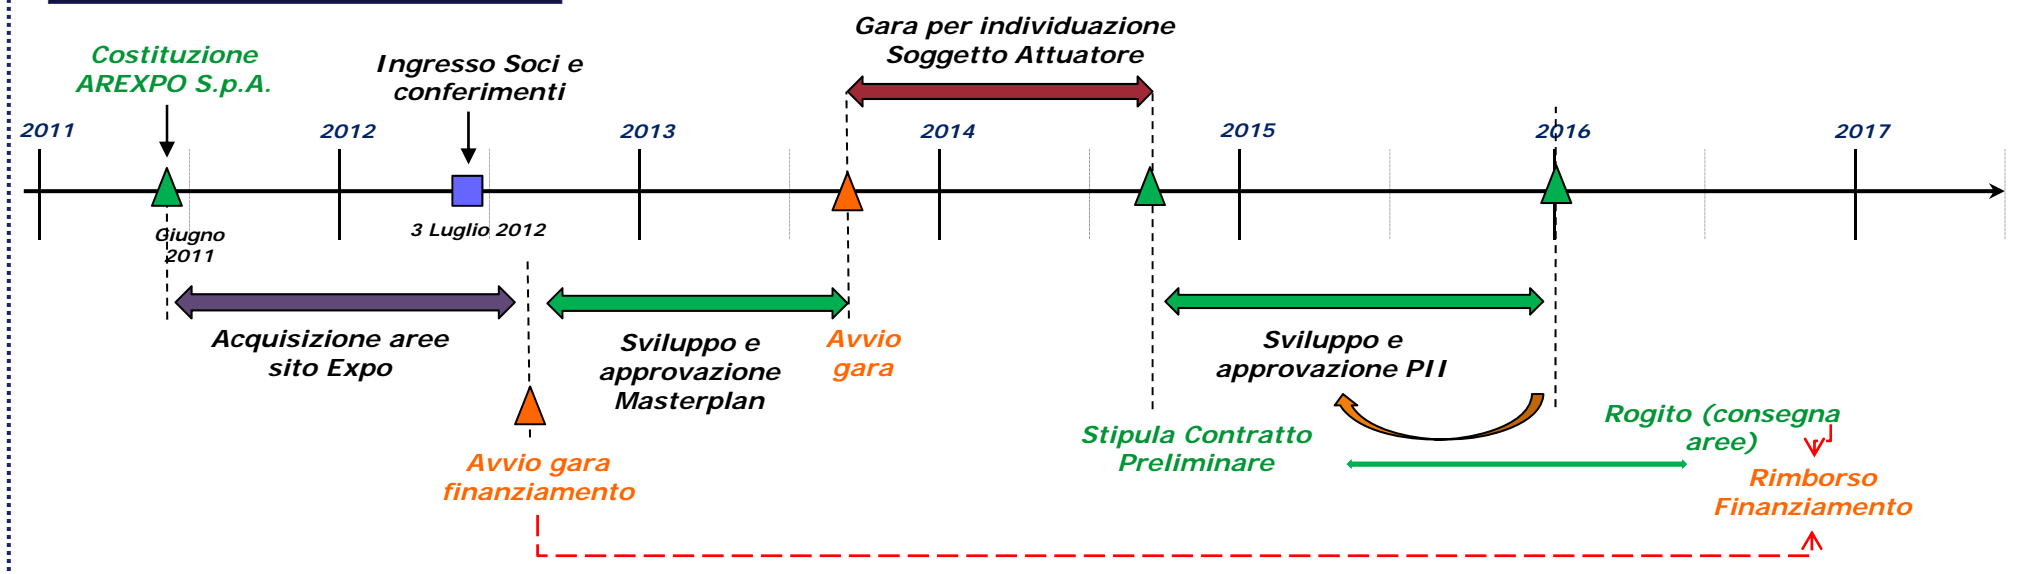 Gara per individuazione
Soggetto Attuatore
Costituzione
AREXPO S.p.A.
Ingresso Soci e
conferimenti
2011
2012
2013
2014
2015
2016
2017
Giugno
2011
3 Luglio 2012
Acquisizione aree
sito Expo
Sviluppo e
approvazione
Masterplan
Avvio
gara
Sviluppo e
approvazione PII
Stipula Contratto
Preliminare
Rogito (consegna
aree)
Avvio gara
finanziamento
Rimborso
Finanziamento